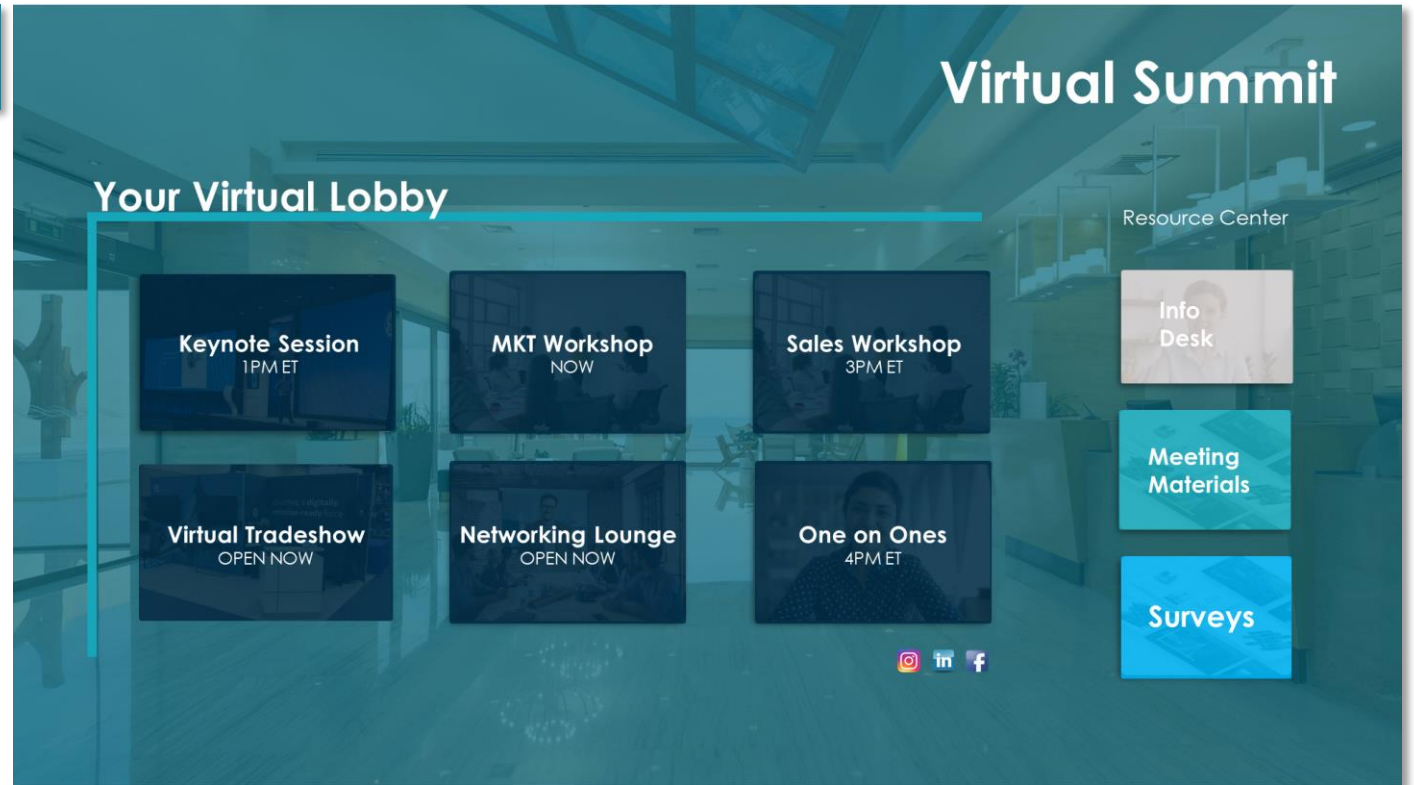 Virtual Summit
Your Virtual Lobby
Resource Center
Keynote Session
1PM ET
MKT Workshop
NOW
Sales Workshop
3PM ET
Info
Desk
Virtual Tradeshow
OPEN NOW
Networking Lounge
OPEN NOW
One on Ones
4PM ET
Meeting
Materials
Surveys
in
f